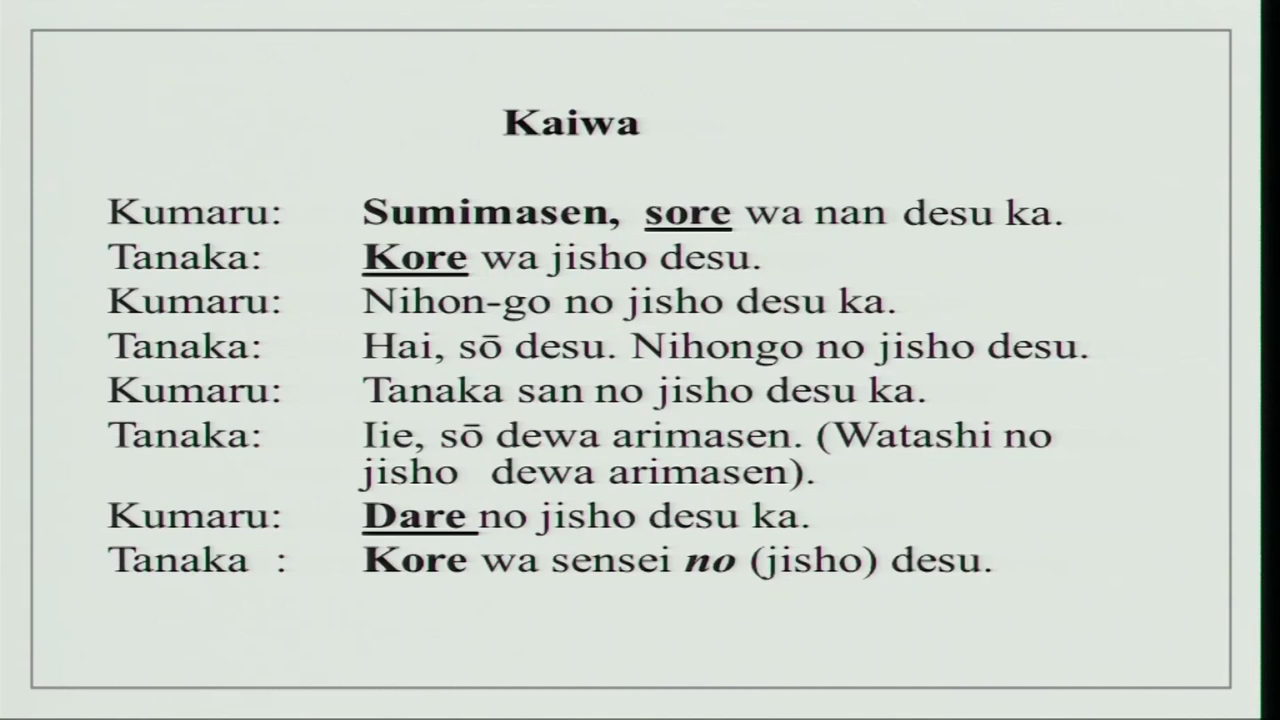 Kaiwa
Kumaru: Sumimasen, sore wa nan desu ka.
Tanaka: Kore wa jisho desu.
Kumaru: Nihon-go no jisho desu ka.
Tanaka: Hai, sō desu. Nihongo no jisho desu.
Kumaru: Tanaka san no jisho desu ka.
Tanaka: Iie, sō dewa arimasen. (Watashi no
jisho dewa arimasen).
Kumaru: Dare no jisho desu ka.
Tanaka : Kore wa sensei no (jisho) desu.